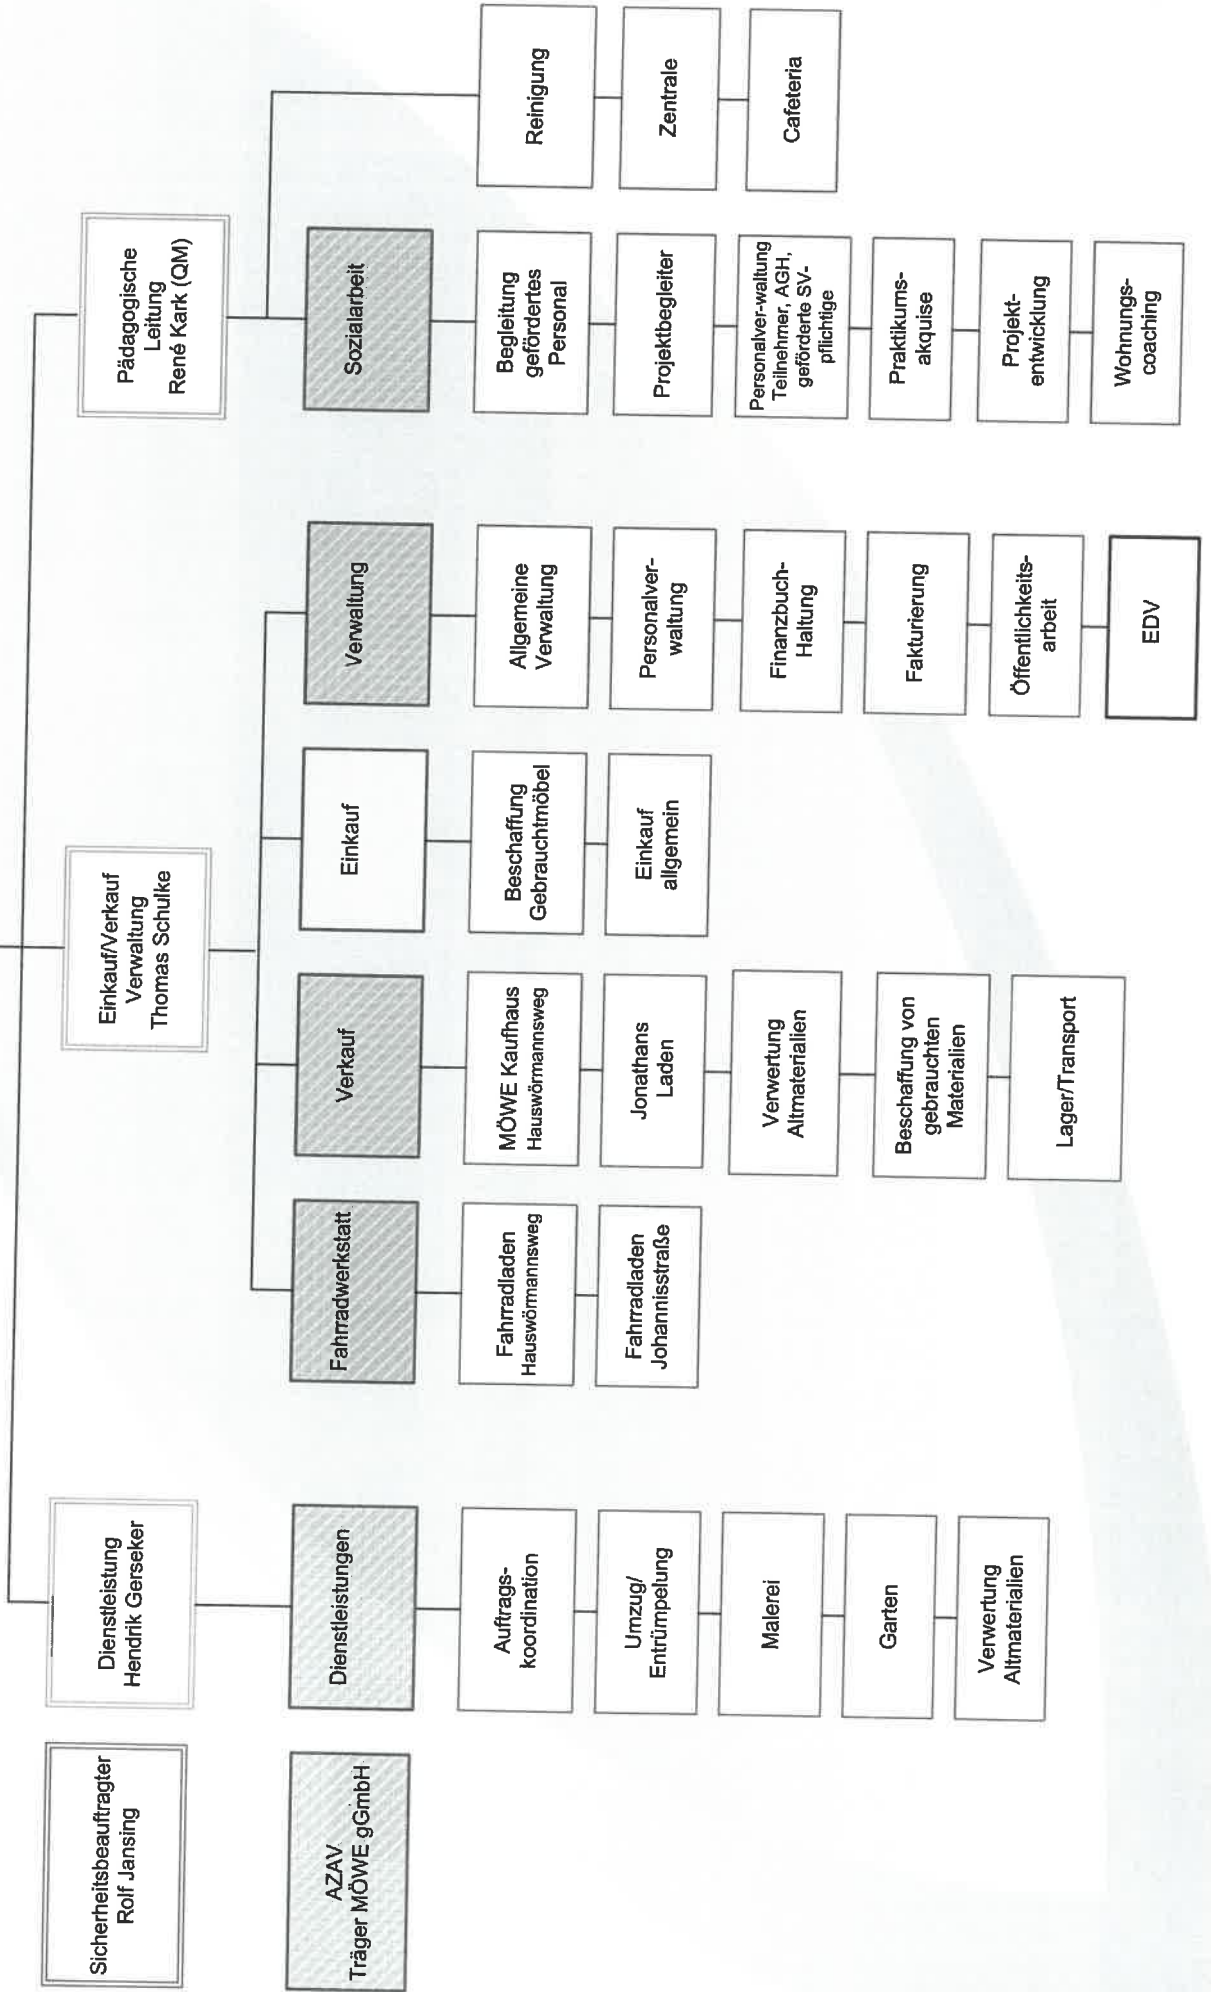 Sicherheitsbeauftragter
Rolf Jansing
Dienstleistung
Hendrik Gerseker
Einkauf/Verkauf
Verwaltung
Thomas Schulke
Pädagogische
Leitung
René Kark (QM)
AZAV
Träger MÖWE gGmbH
Dienstleistungen
Auftrags-
koordination
Umzug/
Entrümpelung
Malerei
Garten
Verwertung
Altmaterialien
Fahrradwerkstatt
Fahrradladen
Hauswörmannsweg
Fahrradladen
Johannisstraße
Verkauf
MÖWE Kaufhaus
Hauswörmannsweg
Jonathans
Laden
Verwertung
Altmaterialien
Beschaffung von
gebrauchten
Materialien
Lager/Transport
Einkauf
Beschaffung
Gebrauchtmöbel
Einkauf
allgemein
Verwaltung
Allgemeine
Verwaltung
Personalver-
waltung
Finanzbuch-
Haltung
Fakturierung
Öffentlichkeits-
arbeit
EDV
Sozialarbeit
Begleitung
gefördertes
Personal
Projektbegleiter
Personalver-waltung
Teilnehmer, AGH,
geförderte SV-
pflichtige
Praktikums-
akquise
Projekt-
entwicklung
Wohnungs-
coaching
Reinigung
Zentrale
Cafeteria